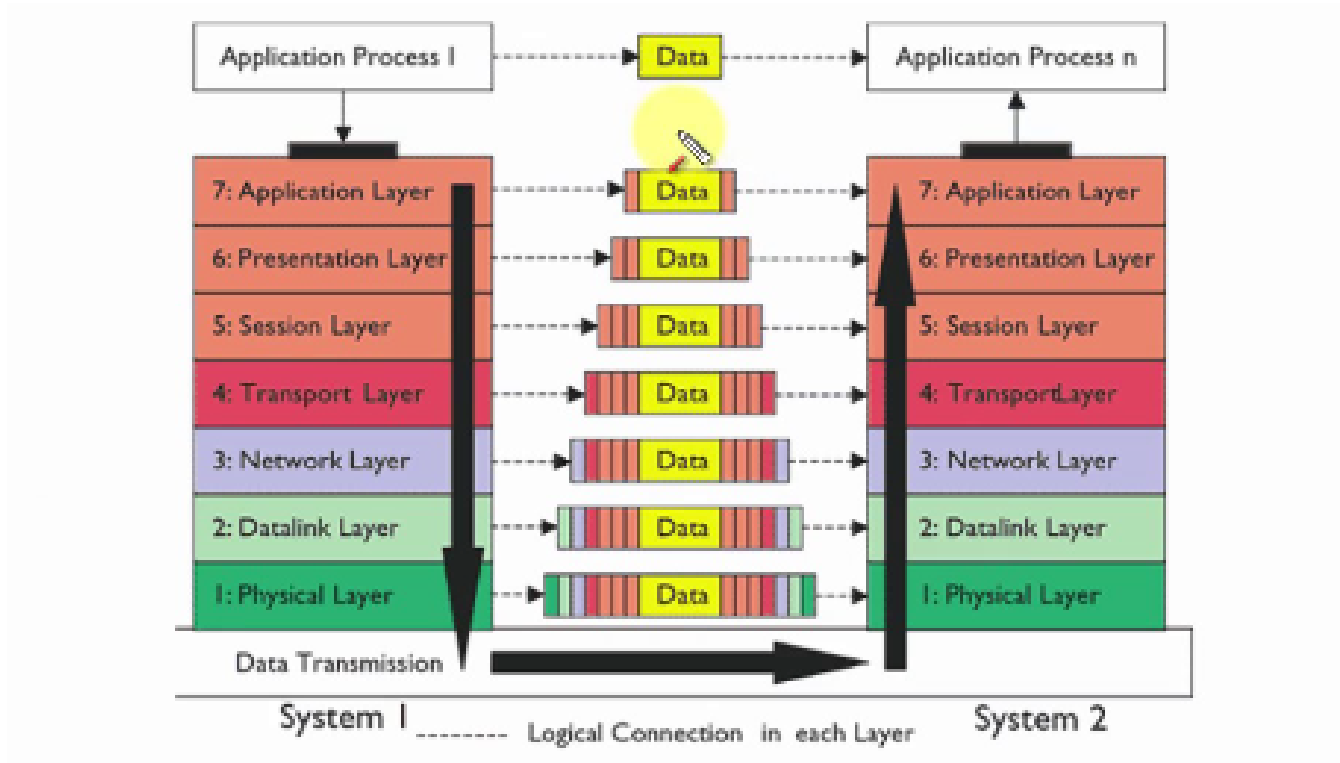 Application Process 1 Data Application Process n
7: Application Layer Data 7: Application Layer
6: Presentation Layer Data 6: Presentation Layer
5: Session Layer Data 5: Session Layer
4: Transport Layer Data 4: TransportLayer
3: Network Layer Data 3: Network Layer
2: Datalink Layer Data 2: Datalink Layer
1: Physical Layer Data 1: Physical Layer
Data Transmission
System 1 System 2
Logical Connection in each Layer